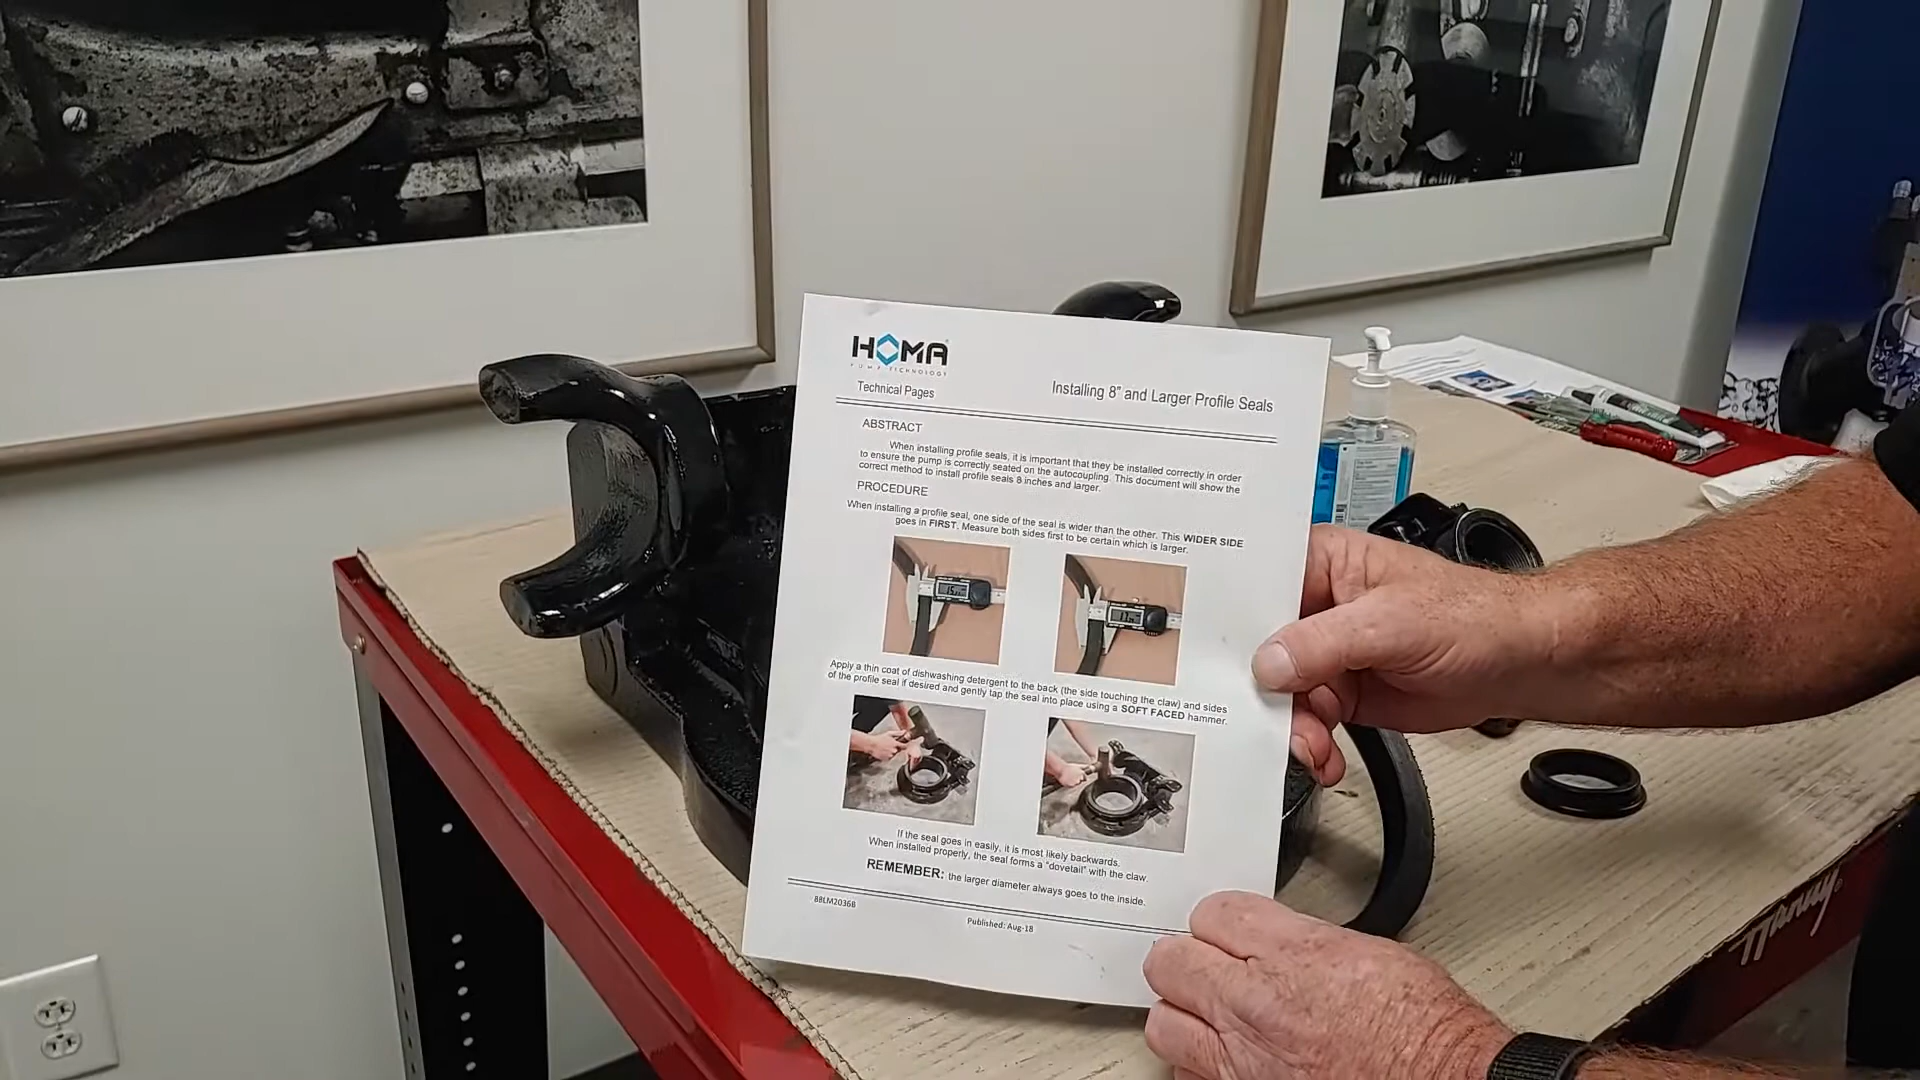 HOMA
PUMP TECHNOLOGY
Technical Pages
Installing 8" and Larger Profile Seals
ABSTRACT
When installing profile seals, it is important that they be installed correctly in order
to ensure the pump is correctly seated on the autocoupling. This document will show the
correct method to install profile seals 8 inches and larger.
PROCEDURE
When installing a profile seal, one side of the seal is wider than the other. This WIDER SIDE
goes in FIRST. Measure both sides first to be certain which is larger.
Apply a thin coat of dishwashing detergent to the back (the side touching the claw) and sides
of the profile seal if desired and gently tap the seal into place using a SOFT FACED hammer.
If the seal goes in easily, it is most likely backwards.
When installed properly, the seal forms a "dovetail" with the claw.
REMEMBER: the larger diameter always goes to the inside.
88LM20368
Published: Aug-18